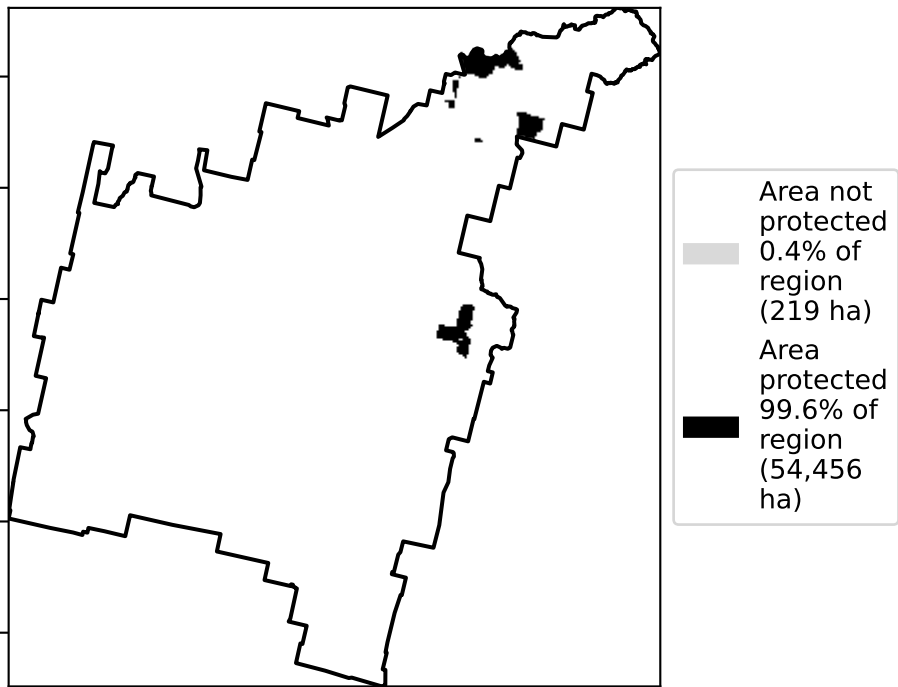 Area not
protected
0.4% of
region
(219 ha)
Area
protected
99.6% of
region
(54,456
ha)